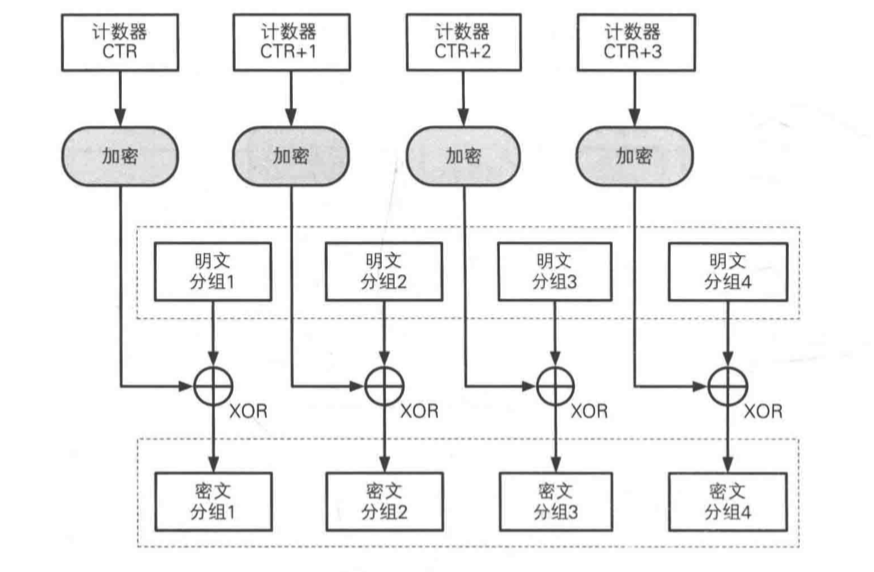 计数器
CTR
计数器
CTR+1
计数器
CTR+2
计数器
CTR+3
加密
加密
加密
加密
明文
分组1
明文
分组2
明文
分组3
明文
分组4
XOR
XOR
XOR
XOR
密文
分组1
密文
分组2
密文
分组3
密文
分组4